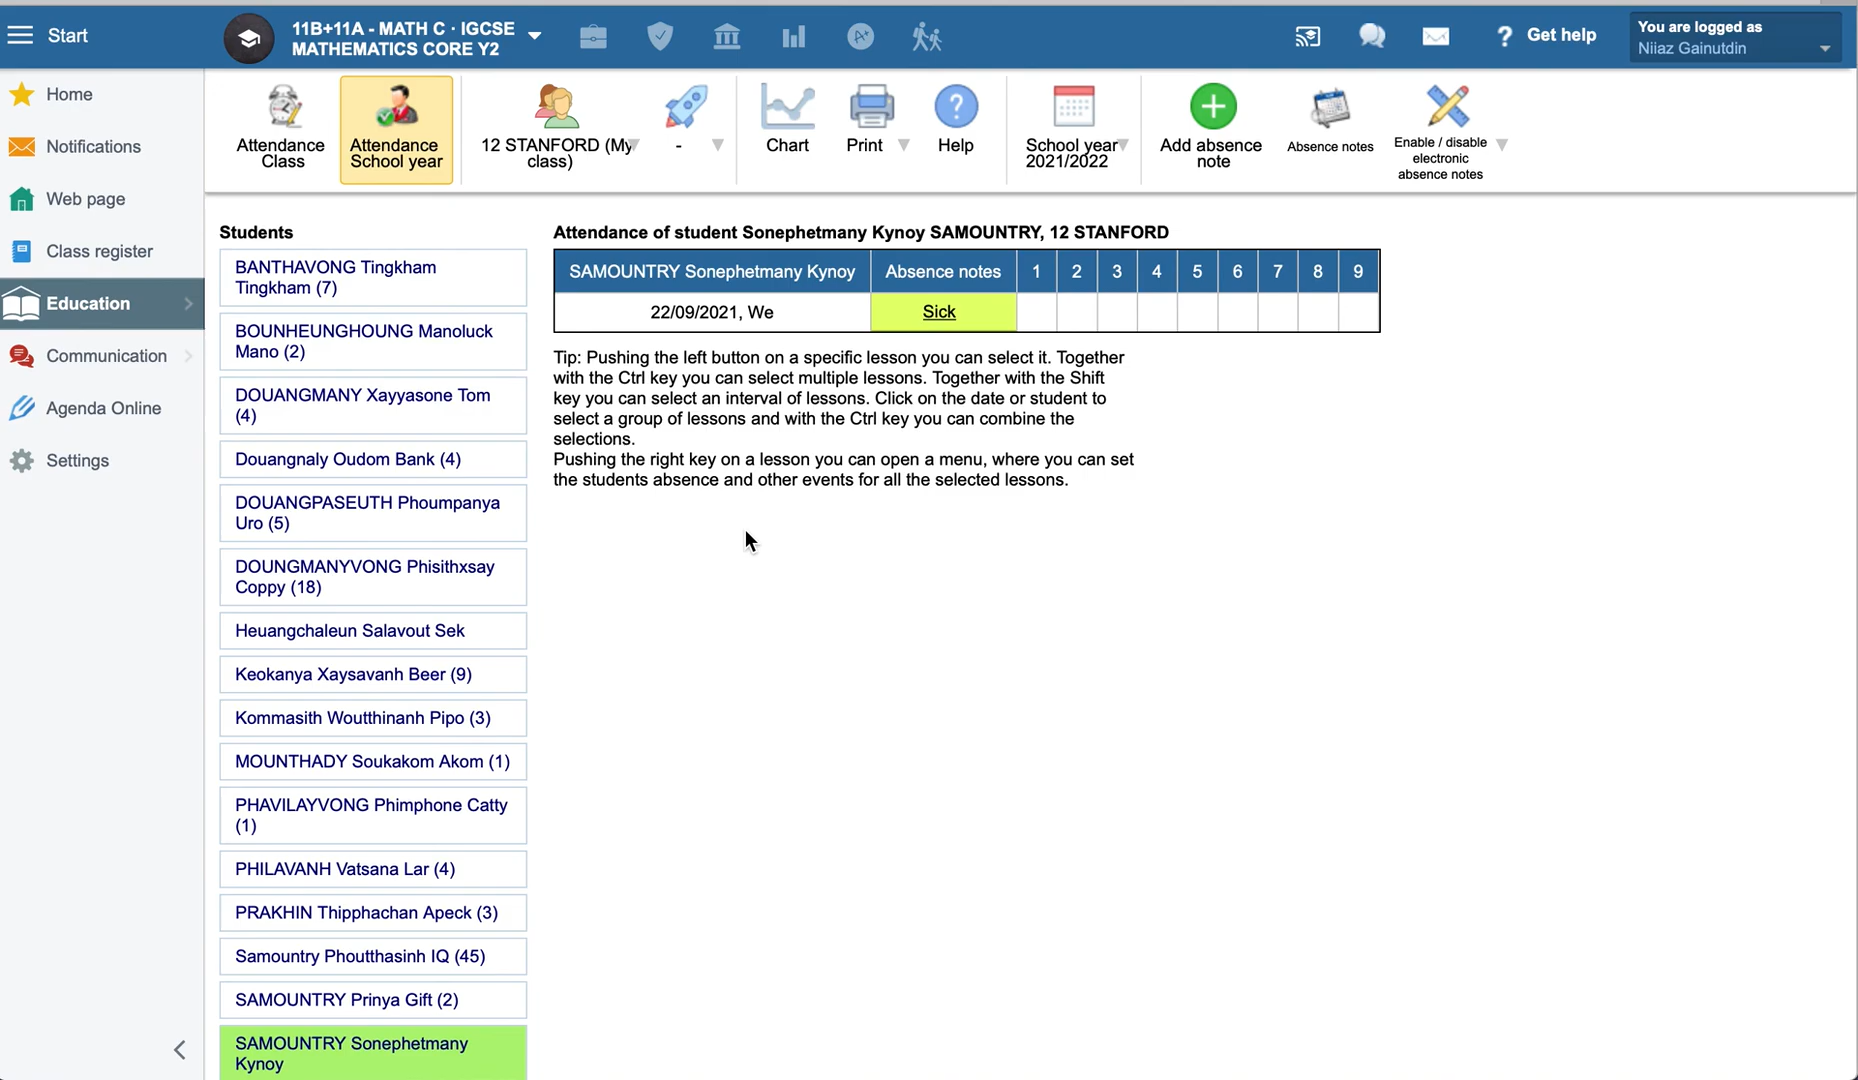 Start
11B+11A - MATH C · IGCSE
MATHEMATICS CORE Y2
A+
? Get help
You are logged as
Niiaz Gainutdin
Home
Notifications
Web page
Class register
Education
Communication
Agenda Online
Settings
Attendance
Class
Attendance
School year
12 STANFORD (My
class)
-
Chart
Print
?
Help
School year
2021/2022
Add absence
note
Absence notes
Enable / disable
electronic
absence notes
Students
BANTHAVONG Tingkham
Tingkham (7)
BOUNHEUNGHOUNG Manoluck
Mano (2)
DOUANGMANY Xayyasone Tom
(4)
Douangnaly Oudom Bank (4)
DOUANGPASEUTH Phoumpanya
Uro (5)
DOUNGMANYVONG Phisithxsay
Coppy (18)
Heuangchaleun Salavout Sek
Keokanya Xaysavanh Beer (9)
Kommasith Woutthinanh Pipo (3)
MOUNTHADY Soukakom Akom (1)
PHAVILAYVONG Phimphone Catty
(1)
PHILAVANH Vatsana Lar (4)
PRAKHIN Thipphachan Apeck (3)
Samountry Phoutthasinh IQ (45)
SAMOUNTRY Prinya Gift (2)
SAMOUNTRY Sonephetmany
Kynoy
Attendance of student Sonephetmany Kynoy SAMOUNTRY, 12 STANFORD
SAMOUNTRY Sonephetmany Kynoy Absence notes 1 2 3 4 5 6 7 8 9
22/09/2021, We Sick
Tip: Pushing the left button on a specific lesson you can select it. Together
with the Ctrl key you can select multiple lessons. Together with the Shift
key you can select an interval of lessons. Click on the date or student to
select a group of lessons and with the Ctrl key you can combine the
selections.
Pushing the right key on a lesson you can open a menu, where you can set
the students absence and other events for all the selected lessons.